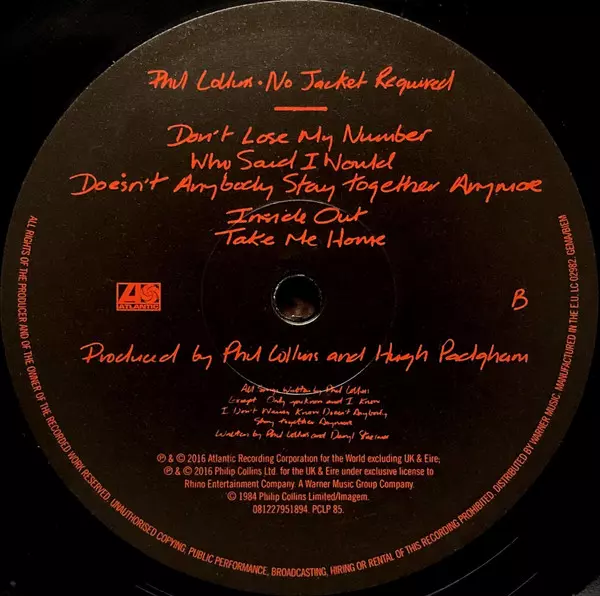 Phil Collins • No Jacket Required
Don't Lose My Number
Who Said I Would
Doesn't Anybody Stay Together Anymore
Inside Out
Take Me Home
ATLANTIC
B
Produced by Phil Collins and Hugh Padgham
All Songs Written by Phil Collins
Except Only you know and I Know
I Don't Wanna Know Doesn't Anybody
Stay together Anymore
Written by Phil Collins and Daryl Stuermer
℗ & © 2016 Atlantic Recording Corporation for the World excluding UK & Eire;
℗ & © 2016 Philip Collins Ltd. for the UK & Eire under exclusive license to
Rhino Entertainment Company. A Warner Music Group Company.
© 1984 Philip Collins Limited/Imagem.
081227951894. PCLP 85.
ALL RIGHTS OF THE PRODUCER AND OF THE OWNER OF THE RECORDED WORK RESERVED. UNAUTHORISED COPYING, PUBLIC PERFORMANCE, BROADCASTING, HIRING OR RENTAL OF THIS RECORDING PROHIBITED. DISTRIBUTED BY WARNER MUSIC. MANUFACTURED IN THE E.U. LC 02982. GEMA/BIEM